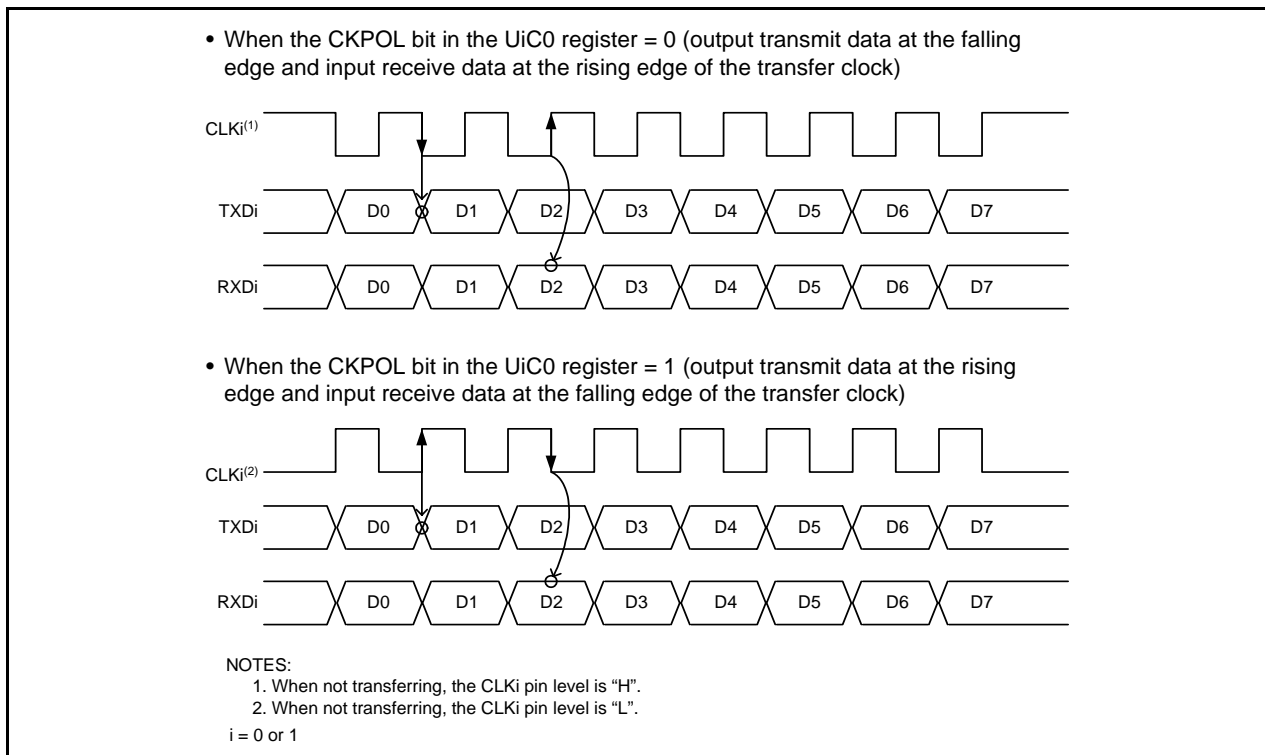 • When the CKPOL bit in the UiC0 register = 0 (output transmit data at the falling
edge and input receive data at the rising edge of the transfer clock)
CLKi(1)
TXDi D0 D1 D2 D3 D4 D5 D6 D7
RXDi D0 D1 D2 D3 D4 D5 D6 D7
• When the CKPOL bit in the UiC0 register = 1 (output transmit data at the rising
edge and input receive data at the falling edge of the transfer clock)
CLKi(2)
TXDi D0 D1 D2 D3 D4 D5 D6 D7
RXDi D0 D1 D2 D3 D4 D5 D6 D7
NOTES:
1. When not transferring, the CLKi pin level is “H”.
2. When not transferring, the CLKi pin level is “L”.
i = 0 or 1